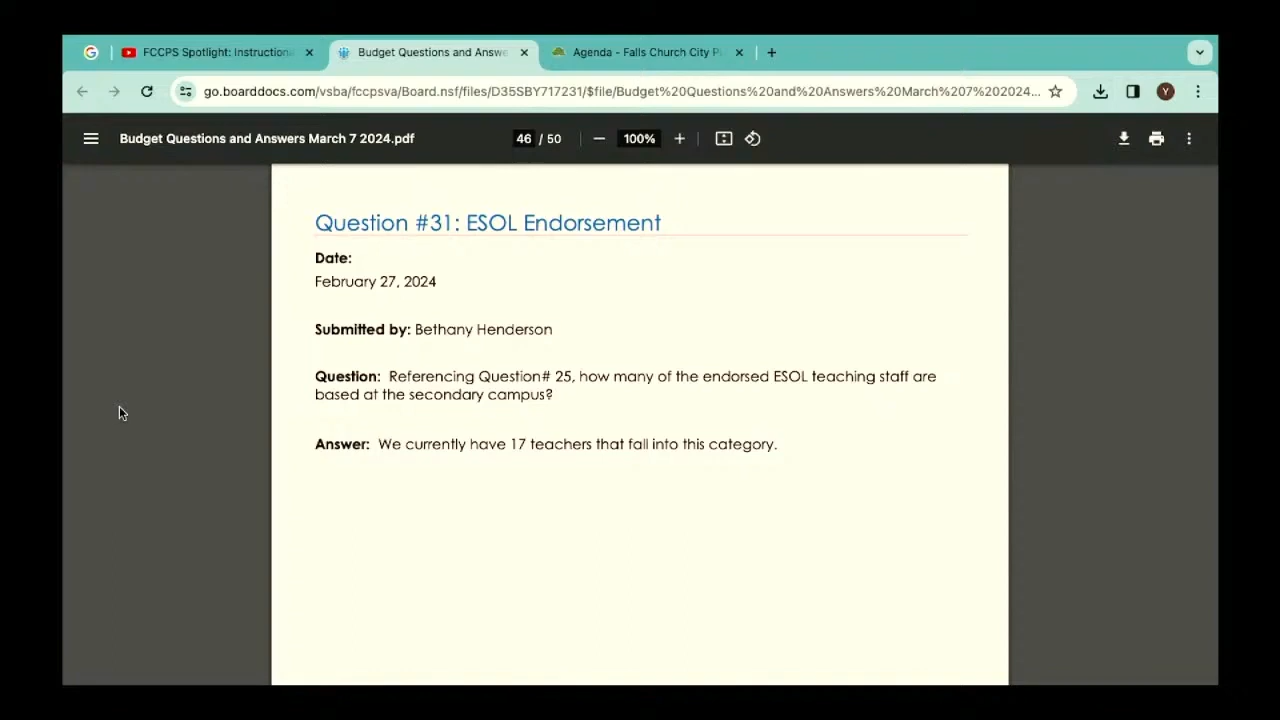 FCCPS Spotlight: Instructiona
Budget Questions and Answe
Agenda - Falls Church City P
go.boarddocs.com/vsba/fccpsva/Board.nsf/files/D35SBY717231/$file/Budget%20Questions%20and%20Answers%20March%207%202024...
Y
Budget Questions and Answers March 7 2024.pdf
46 / 50
100%
Question #31: ESOL Endorsement
Date:
February 27, 2024
Submitted by: Bethany Henderson
Question: Referencing Question# 25, how many of the endorsed ESOL teaching staff are
based at the secondary campus?
Answer: We currently have 17 teachers that fall into this category.